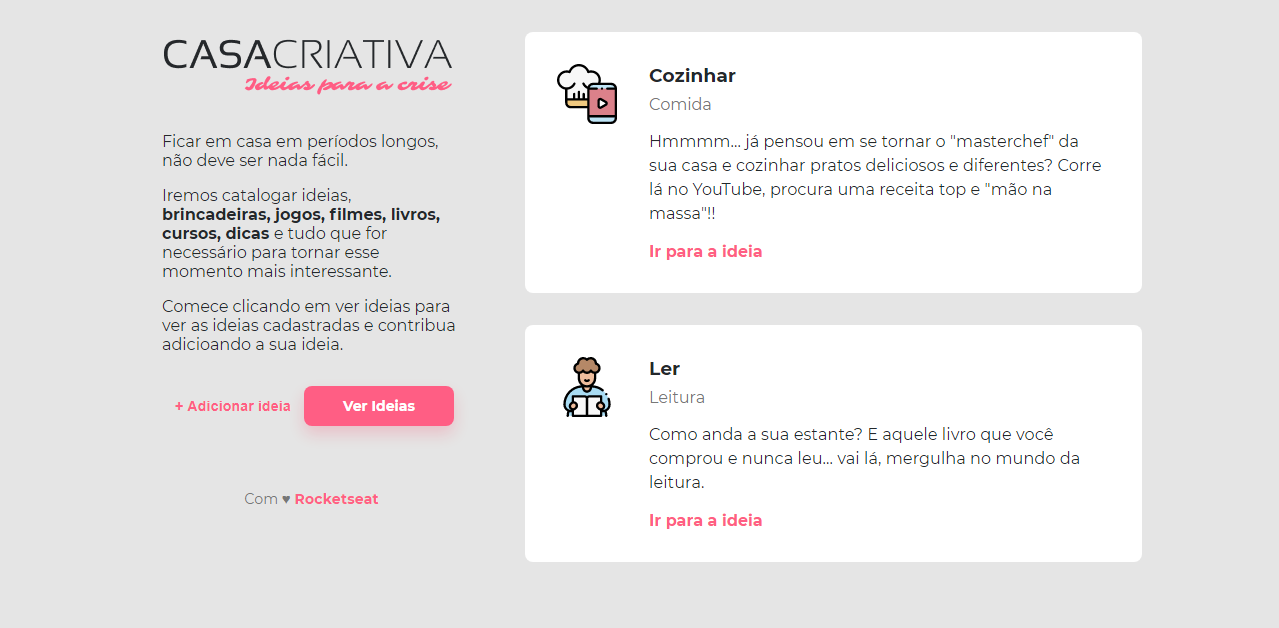 CASACRIATIVA
Ideias para a crise
Ficar em casa em períodos longos,
não deve ser nada fácil.
Iremos catalogar ideias,
brincadeiras, jogos, filmes, livros,
cursos, dicas e tudo que for
necessário para tornar esse
momento mais interessante.
Comece clicando em ver ideias para
ver as ideias cadastradas e contribua
adicioando a sua ideia.
+ Adicionar ideia
Ver Ideias
Com ♥ Rocketseat
Cozinhar
Comida
Hmmmm... já pensou em se tornar o "masterchef" da
sua casa e cozinhar pratos deliciosos e diferentes? Corre
lá no YouTube, procura uma receita top e "mão na
massa"!!
Ir para a ideia
Ler
Leitura
Como anda a sua estante? E aquele livro que você
comprou e nunca leu... vai lá, mergulha no mundo da
leitura.
Ir para a ideia